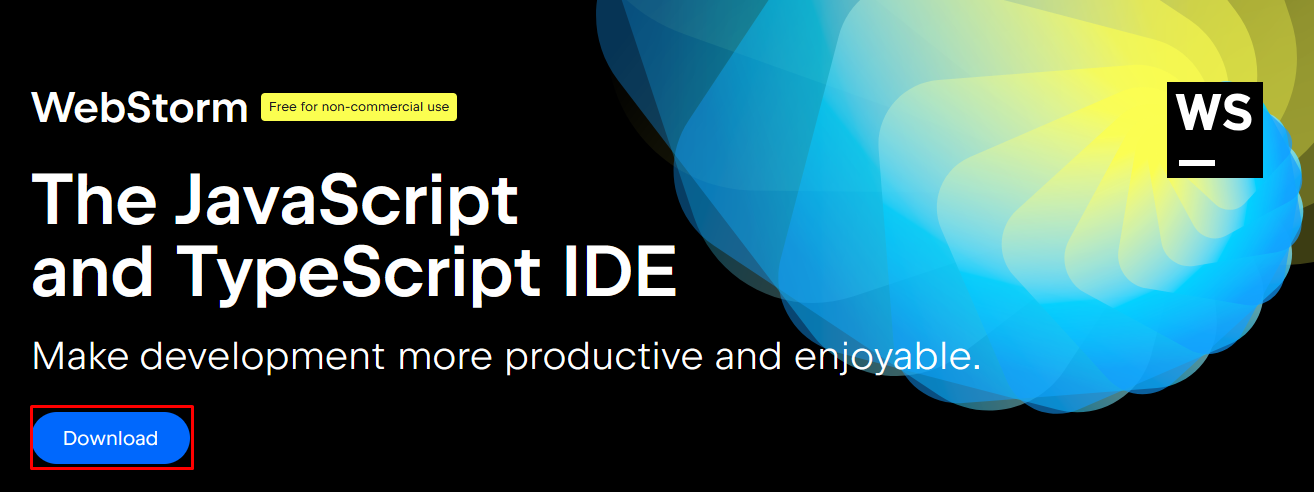 WebStorm Free for non-commercial use
WS
The JavaScript
and TypeScript IDE
Make development more productive and enjoyable.
Download